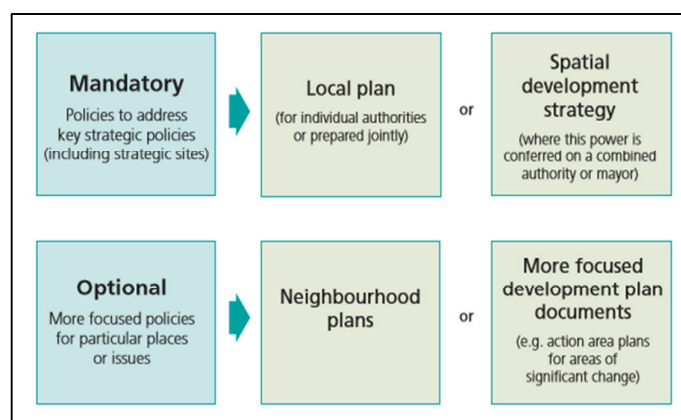 Mandatory
Policies to address
key strategic policies
(including strategic sites)
Local plan
(for individual authorities
or prepared jointly)
or
Spatial
development
strategy
(where this power is
conferred on a combined
authority or mayor)
Optional
More focused policies
for particular places
or issues
Neighbourhood
plans
or
More focused
development plan
documents
(e.g. action area plans
for areas of
significant change)